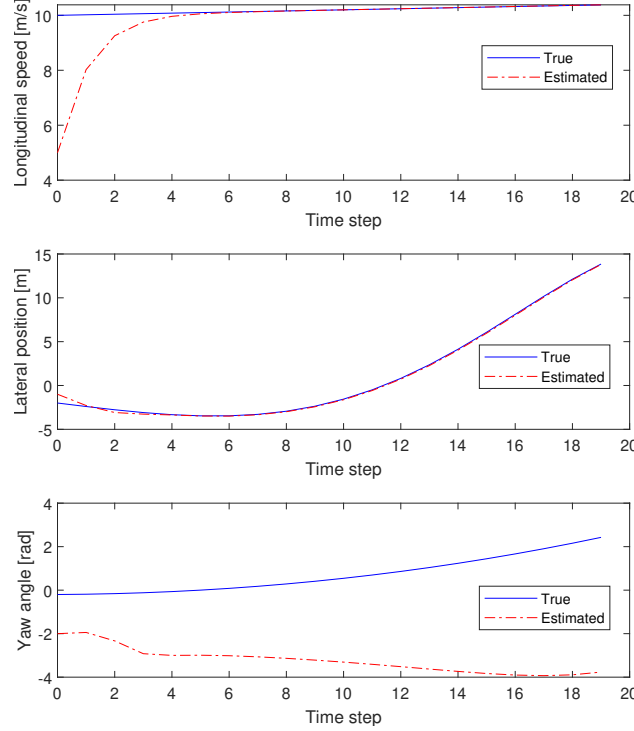 Longitudinal speed [m/s]
10
8
6
4
True
Estimated
0 2 4 6 8 10 12 14 16 18 20
Time step
Lateral position [m]
15
10
5
0
-5
True
Estimated
0 2 4 6 8 10 12 14 16 18 20
Time step
Yaw angle [rad]
4
2
0
-2
-4
True
Estimated
0 2 4 6 8 10 12 14 16 18 20
Time step